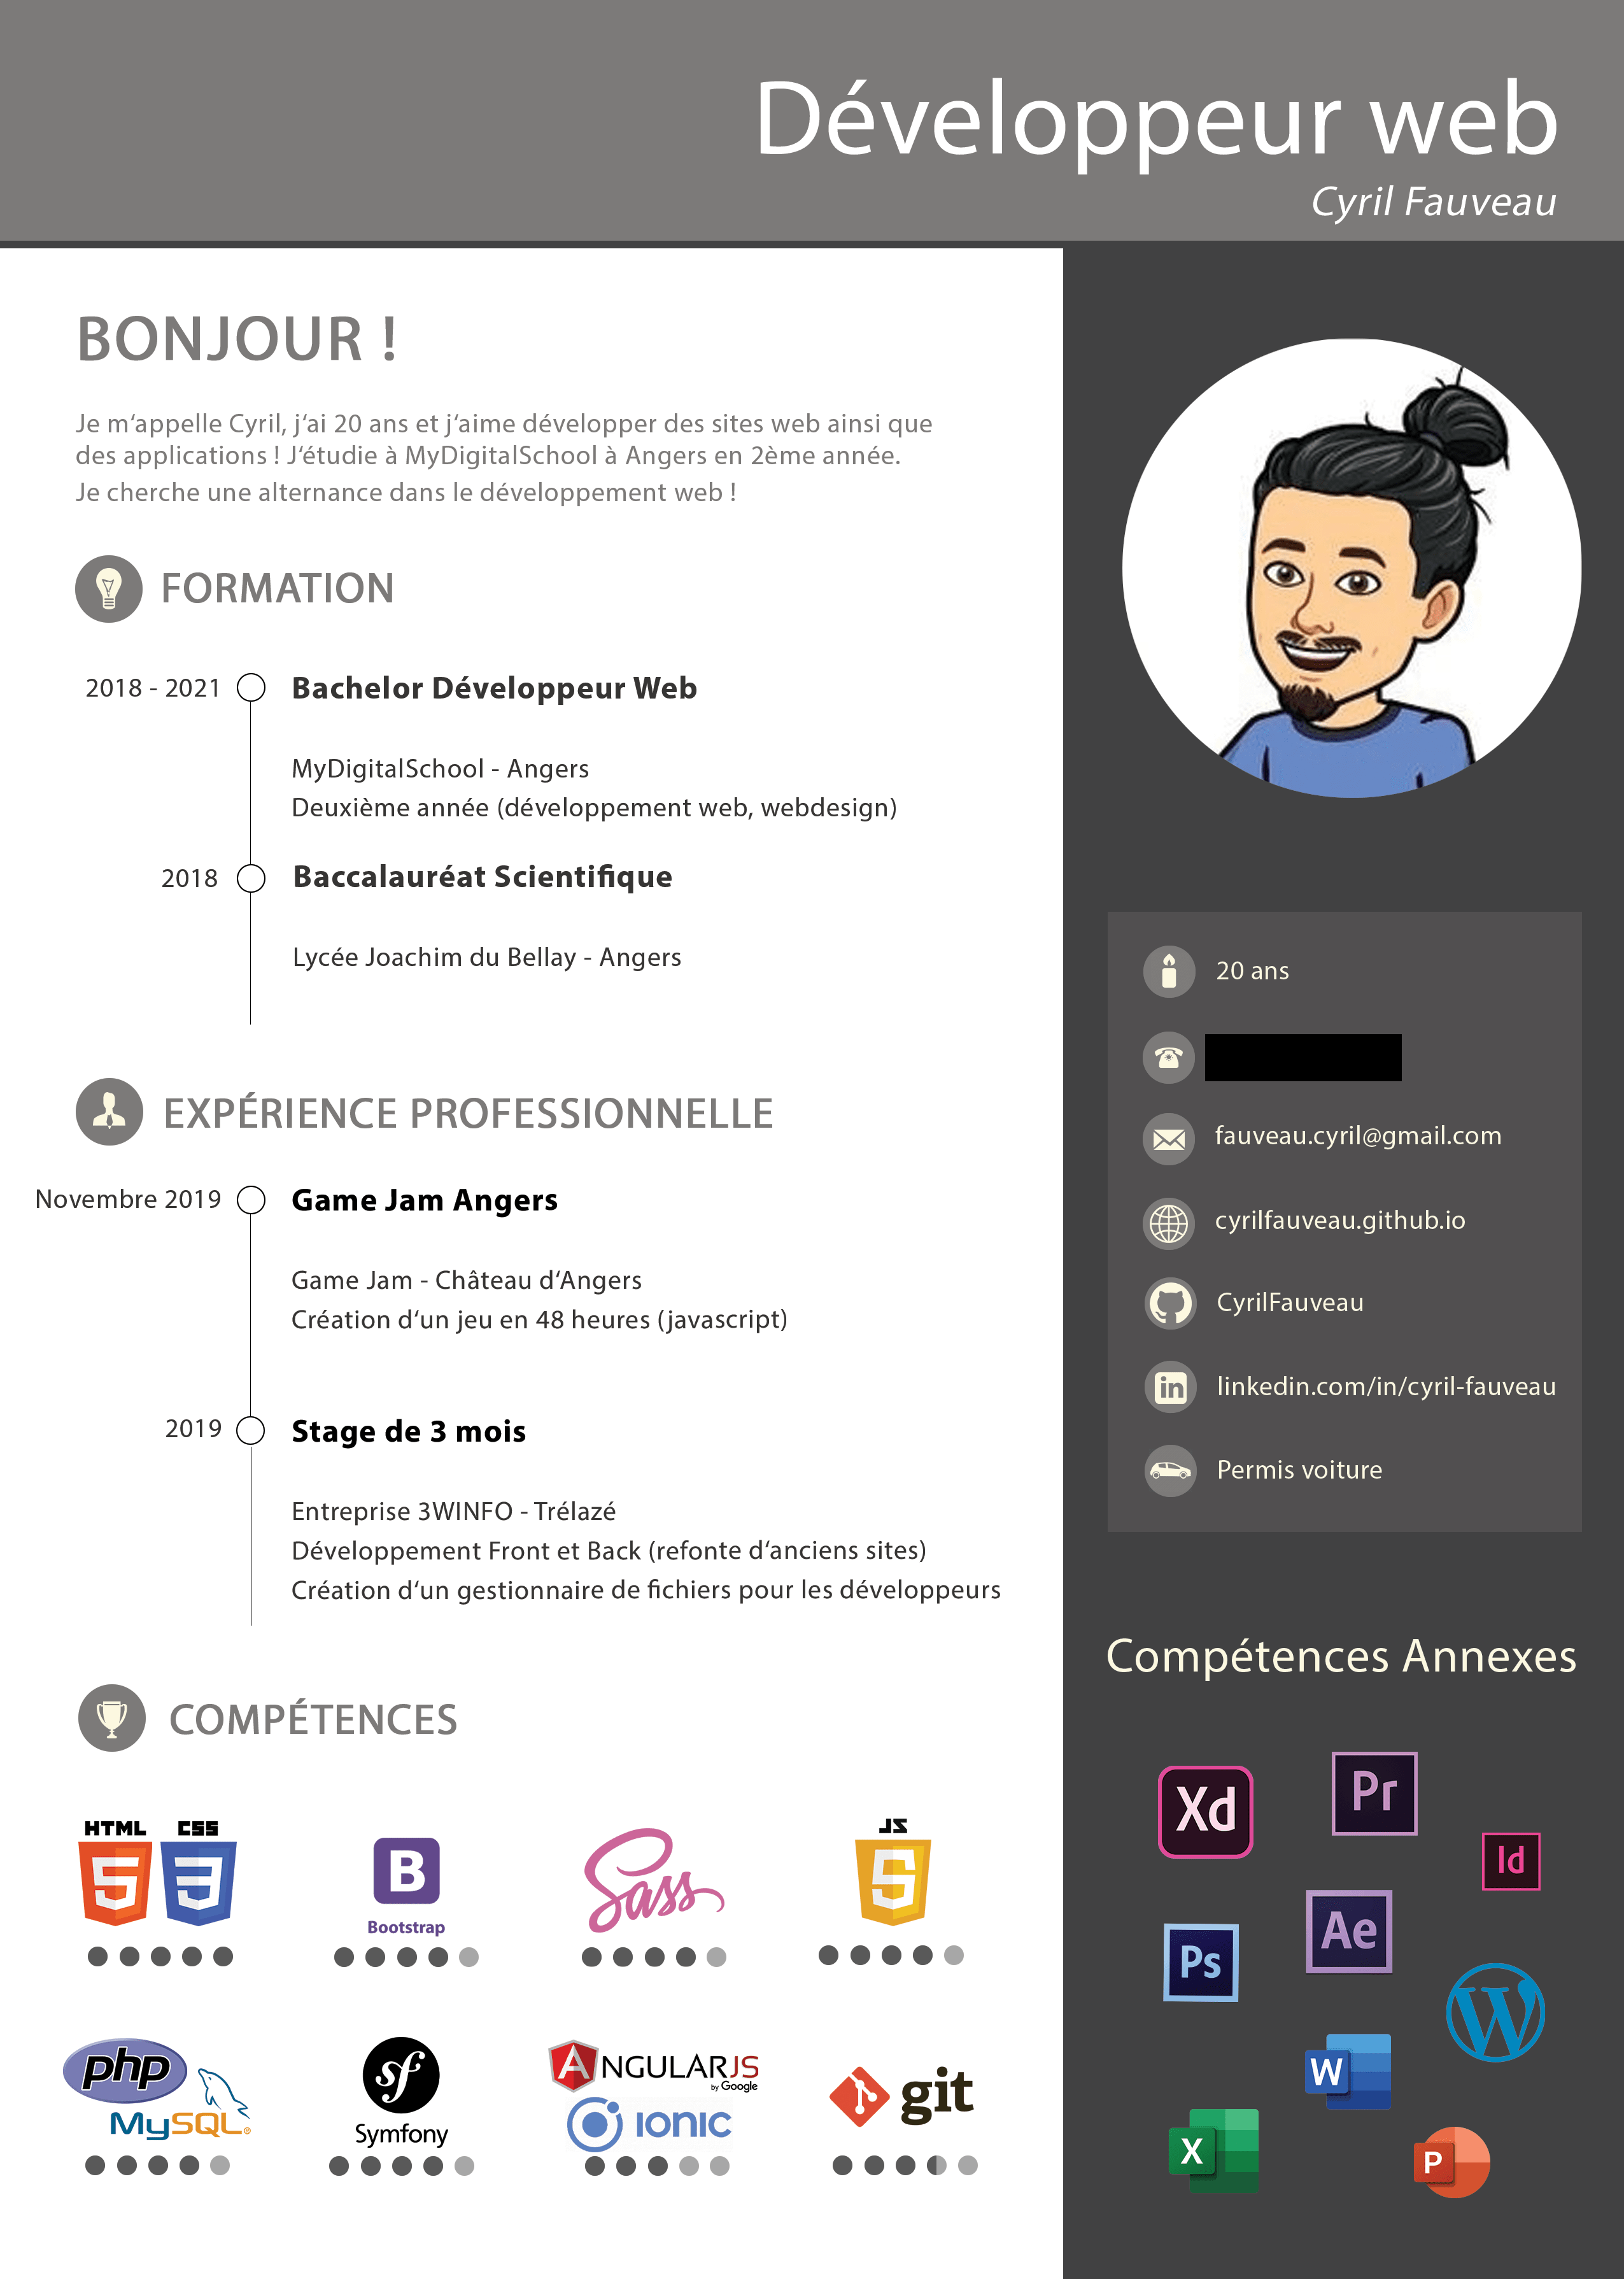 Développeur web
Cyril Fauveau
BONJOUR !
Je m‘appelle Cyril, j‘ai 20 ans et j‘aime développer des sites web ainsi que
des applications ! J‘étudie à MyDigitalSchool à Angers en 2ème année.
Je cherche une alternance dans le développement web !
FORMATION
2018 - 2021
Bachelor Développeur Web
MyDigitalSchool - Angers
Deuxième année (développement web, webdesign)
2018
Baccalauréat Scientifique
Lycée Joachim du Bellay - Angers
EXPÉRIENCE PROFESSIONNELLE
Novembre 2019
Game Jam Angers
Game Jam - Château d‘Angers
Création d‘un jeu en 48 heures (javascript)
2019
Stage de 3 mois
Entreprise 3WINFO - Trélazé
Développement Front et Back (refonte d‘anciens sites)
Création d‘un gestionnaire de fichiers pour les développeurs
COMPÉTENCES
HTML CSS
5 3
B
Bootstrap
Sass
JS
5
php
MySQL®
sf
Symfony
ANGULARJS
by Google
IONIC
git
20 ans
fauveau.cyril@gmail.com
cyrilfauveau.github.io
CyrilFauveau
in
linkedin.com/in/cyril-fauveau
Permis voiture
Compétences Annexes
Xd
Pr
Id
Ae
Ps
W
W
X
P